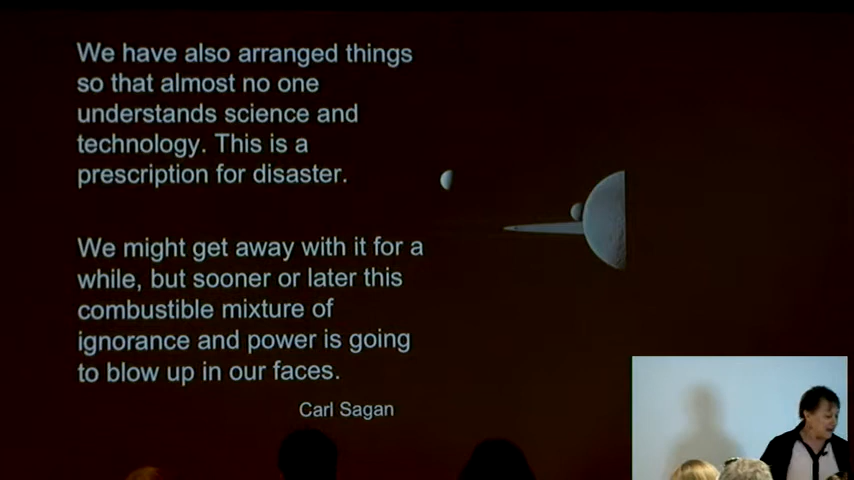 We have also arranged things
so that almost no one
understands science and
technology. This is a
prescription for disaster.
We might get away with it for a
while, but sooner or later this
combustible mixture of
ignorance and power is going
to blow up in our faces.
Carl Sagan